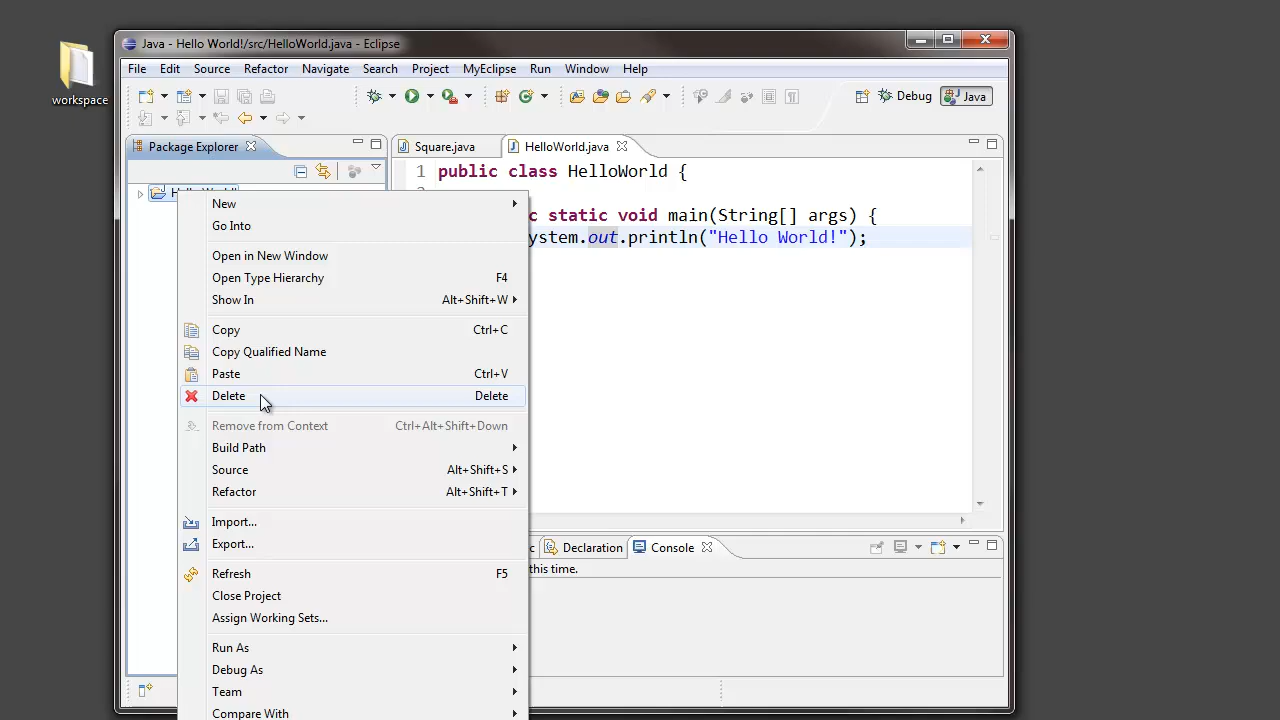 workspace
Java - Hello World!/src/HelloWorld.java - Eclipse
File Edit Source Refactor Navigate Search Project MyEclipse Run Window Help
Debug Java
Package Explorer
Square.java HelloWorld.java
1 public class HelloWorld {
c static void main(String[] args) {
ystem.out.println("Hello World!");
New
Go Into
Open in New Window
Open Type Hierarchy F4
Show In Alt+Shift+W
Copy Ctrl+C
Copy Qualified Name
Paste Ctrl+V
Delete Delete
Remove from Context Ctrl+Alt+Shift+Down
Build Path
Source Alt+Shift+S
Refactor Alt+Shift+T
Import...
Export...
Refresh F5
Close Project
Assign Working Sets...
Run As
Debug As
Team
Compare With
c Declaration Console
this time.